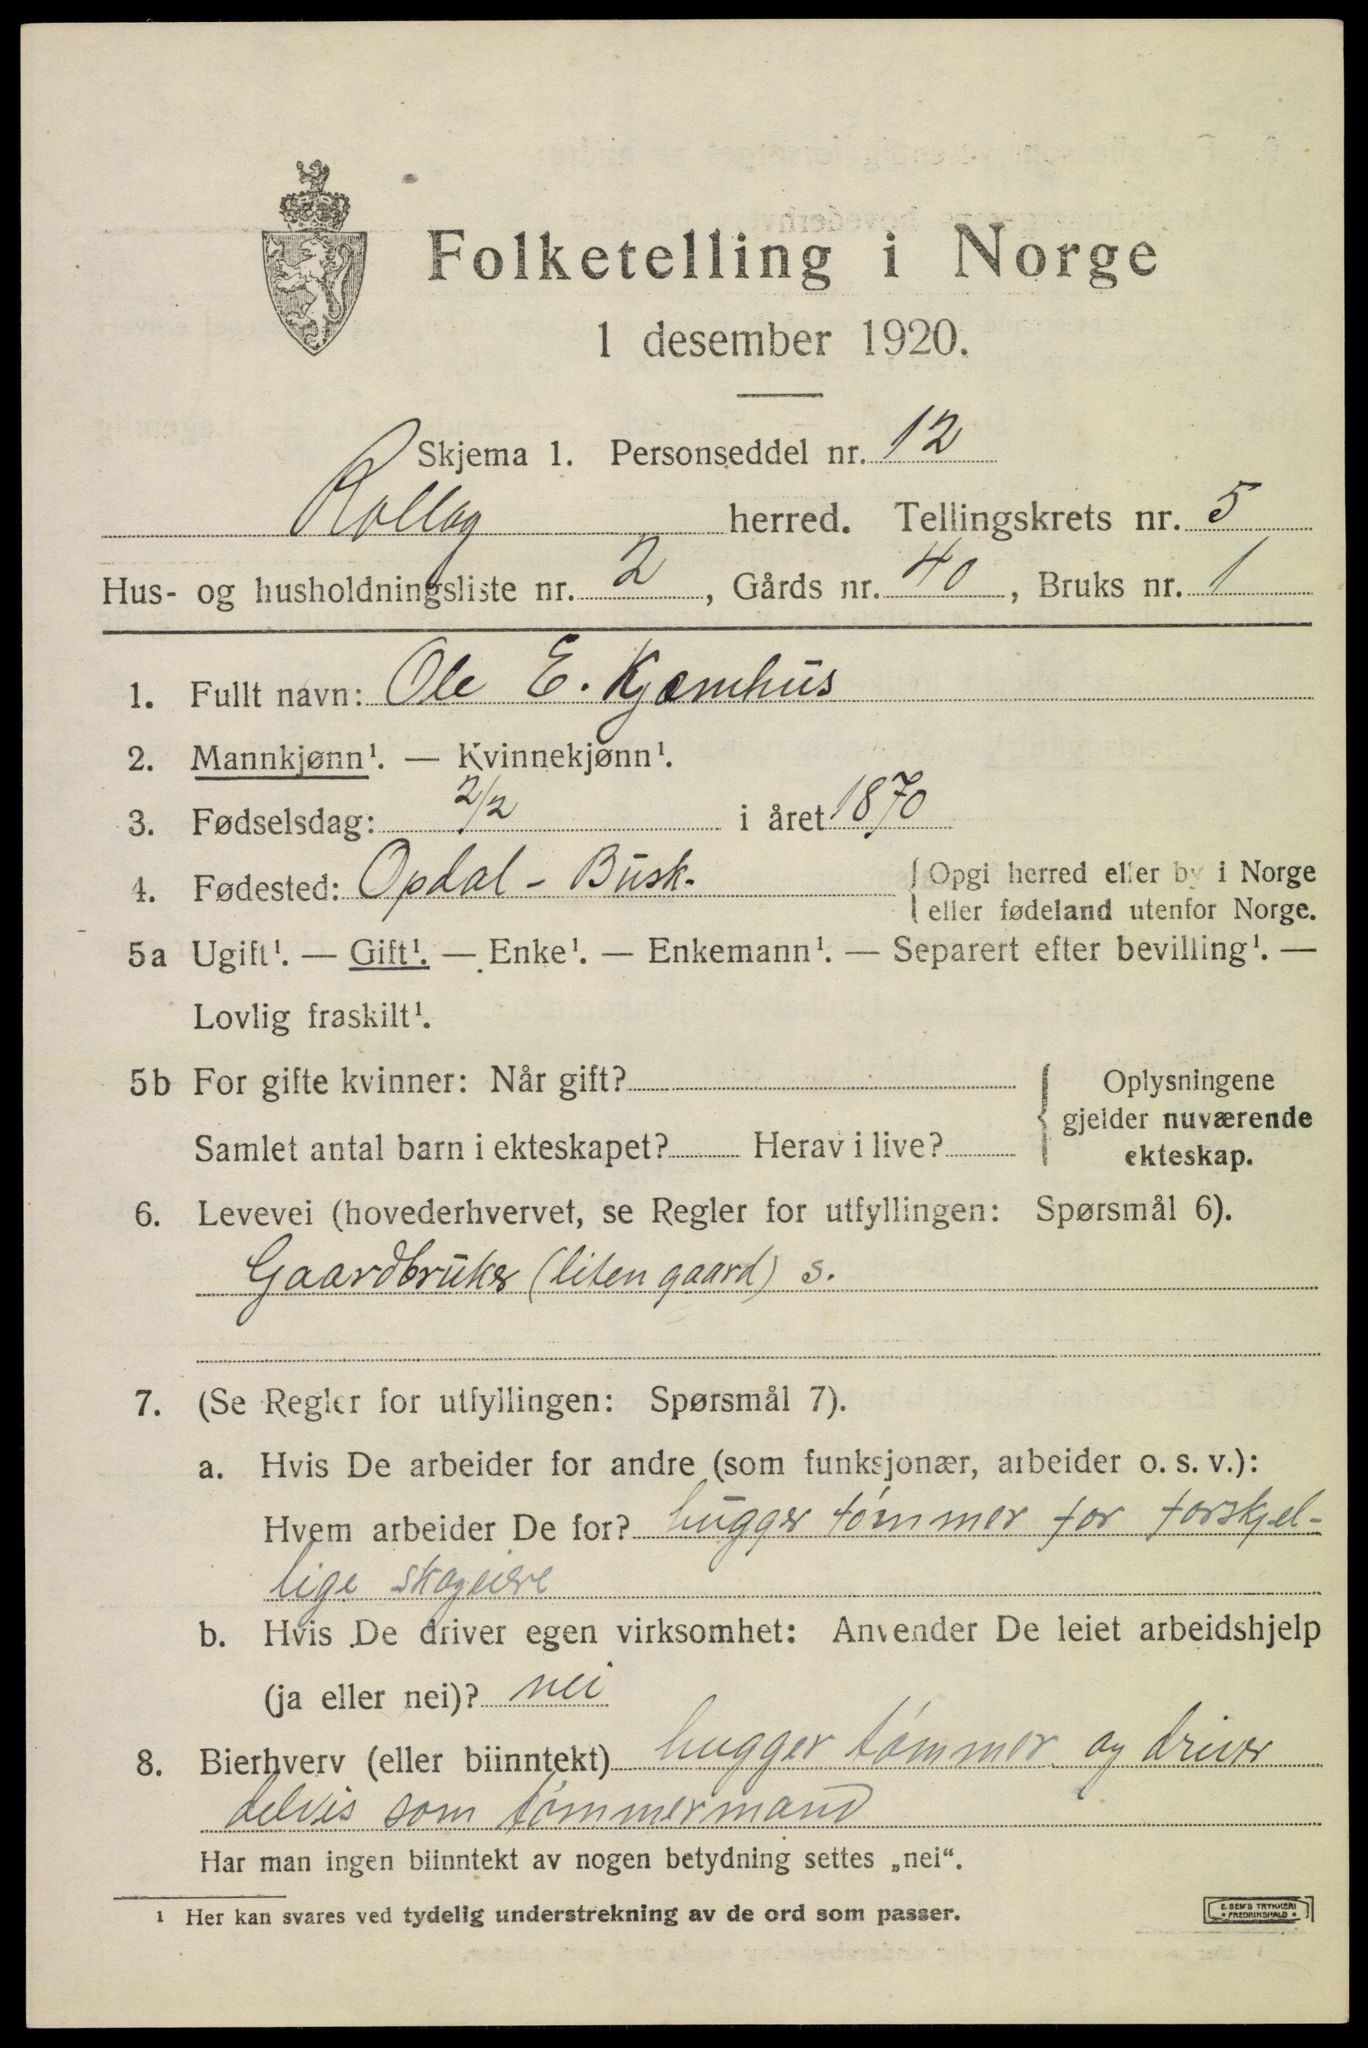 Folketelling i Norge
1 desember 1920.
Skjema 1. Personseddel nr. 12
Rollag herred. Tellingskrets nr. 5
Hus- og husholdningsliste nr. 2, Gårds nr. 40, Bruks nr. 1
1. Fullt navn: Ole E. Kjæmhus
2. Mannkjønn¹. — Kvinnekjønn¹.
3. Fødselsdag: 2/2 i året 1870
4. Fødested: Opdal - Busk. { Opgi herred eller by i Norge
eller fødeland utenfor Norge.
5a Ugift¹. — Gift¹. — Enke¹. — Enkemann¹. — Separert efter bevilling¹. —
Lovlig fraskilt¹.
5b For gifte kvinner: Når gift? { Oplysningene
gjelder nuværende
Samlet antal barn i ekteskapet? Herav i live? ekteskap.
6. Levevei (hovederhvervet, se Regler for utfyllingen: Spørsmål 6).
Gaardbruker (liten gaard) s.
7. (Se Regler for utfyllingen: Spørsmål 7).
a. Hvis De arbeider for andre (som funksjonær, arbeider o. s. v.):
Hvem arbeider De for? hugger tømmer for forskjel-
lige skogeiere
b. Hvis De driver egen virksomhet: Anvender De leiet arbeidshjelp
(ja eller nei)? nei
8. Bierhverv (eller biinntekt) hugger tømmer og driver
delvis som tømmermand
Har man ingen biinntekt av nogen betydning settes „nei“.
¹ Her kan svares ved tydelig understrekning av de ord som passer.
E. SEM'S TRYKKERI
FREDRIKSHALD